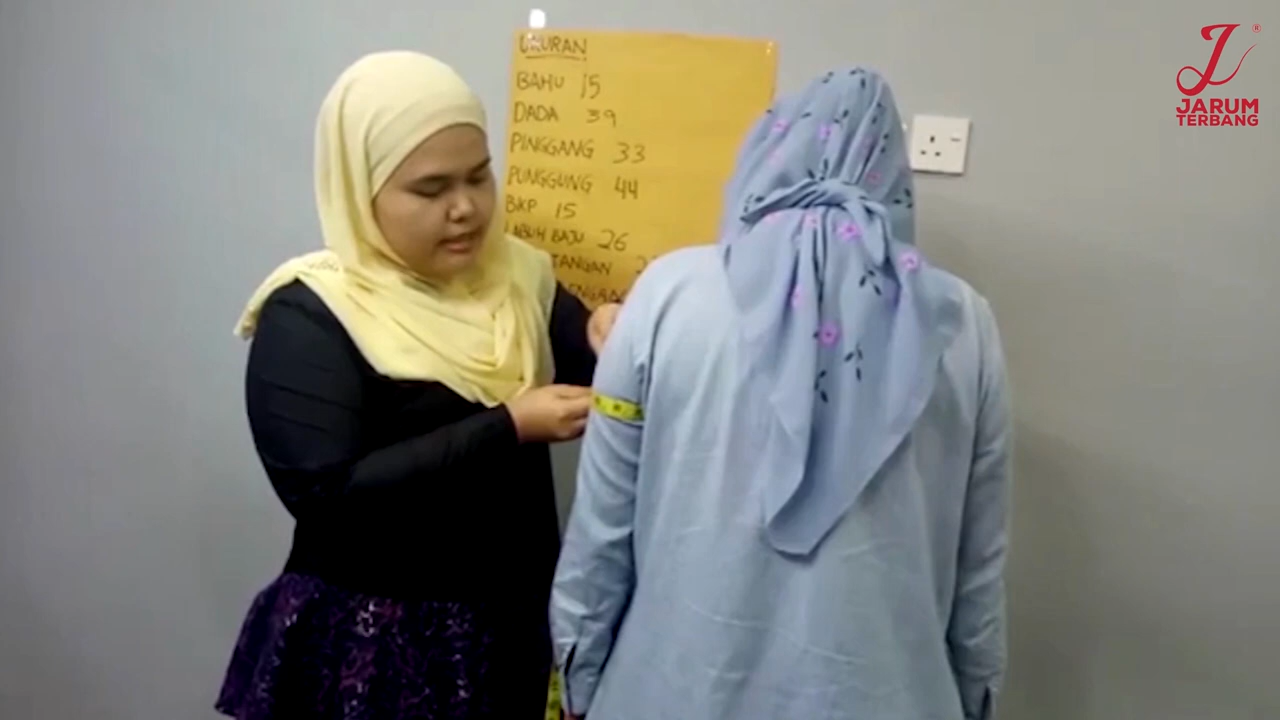 UKURAN
BAHU 15
DADA 39
PINGGANG 33
PUNGGUNG 44
BKP 15
LABUH BAJU 26
TANGAN
JARUM
TERBANG